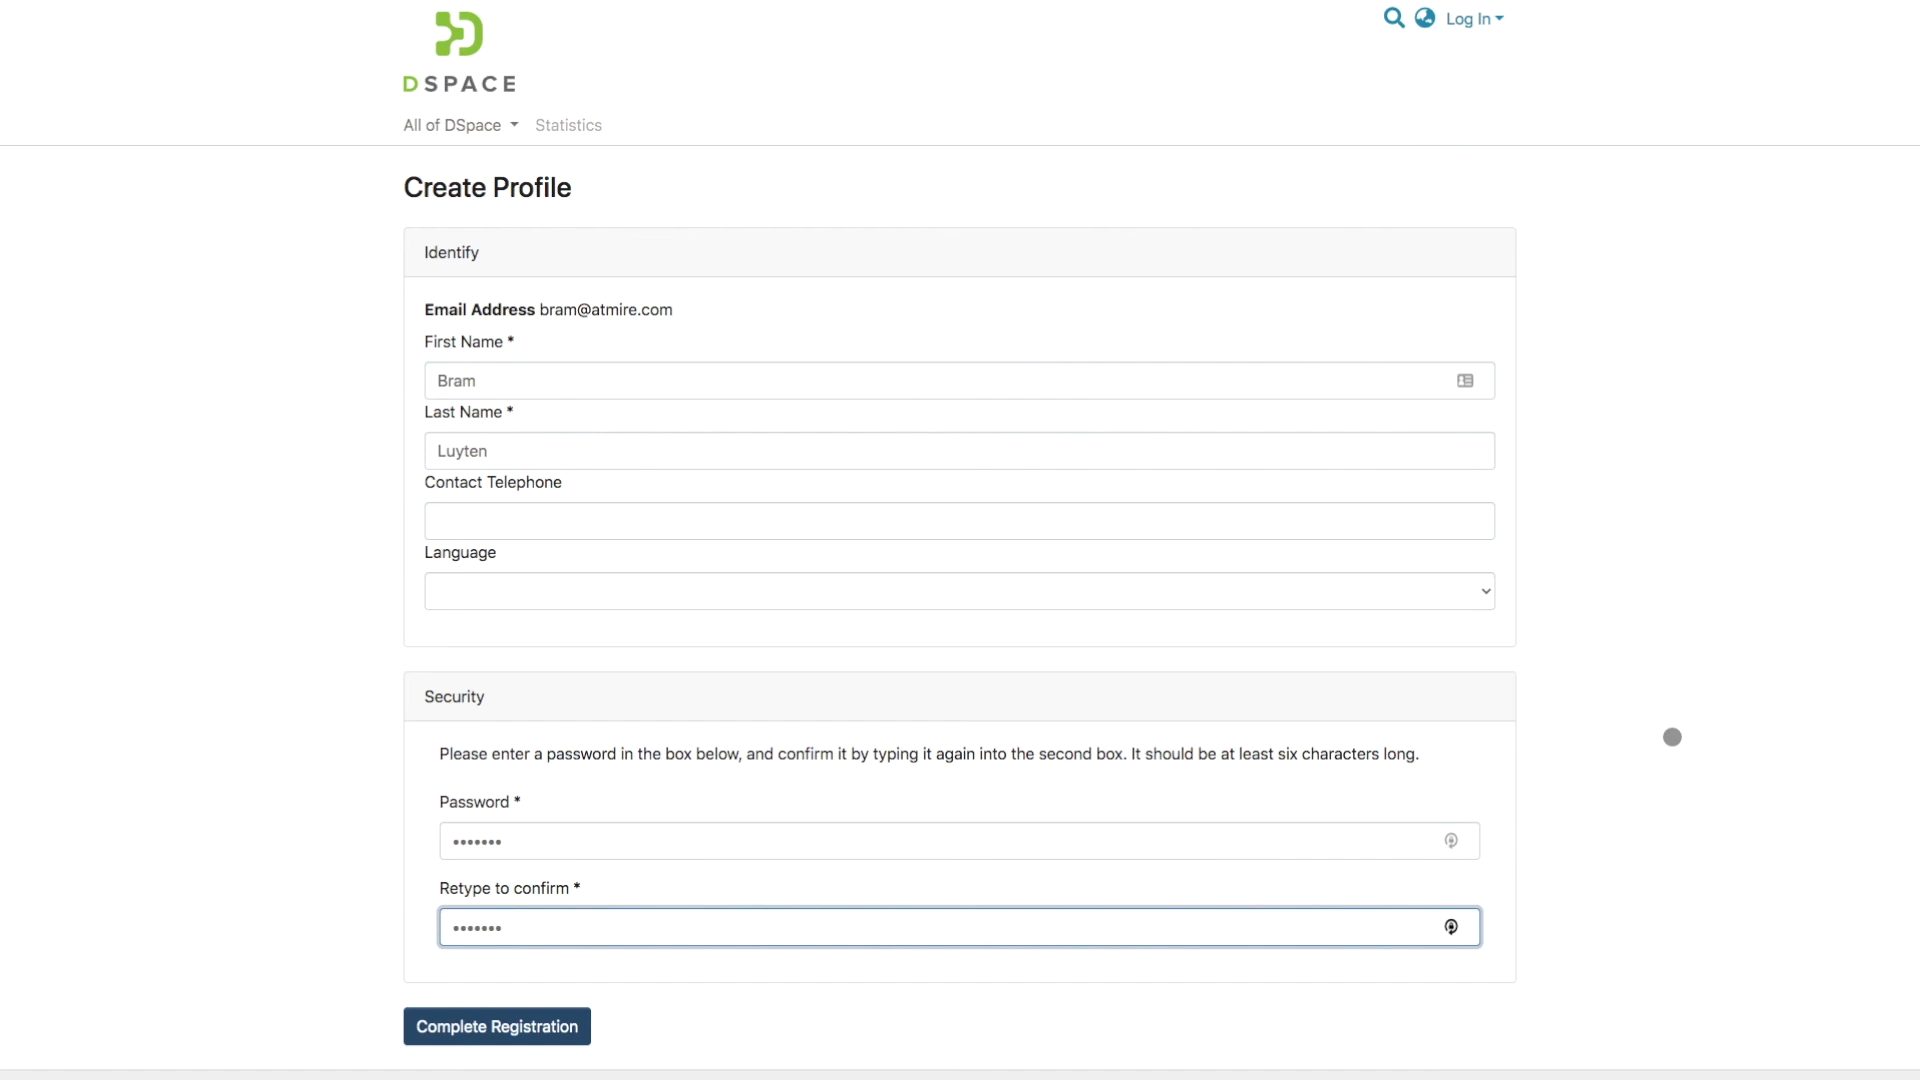 DSPACE
Log In
All of DSpace Statistics
Create Profile
Identify
Email Address bram@atmire.com
First Name *
Bram
Last Name *
Luyten
Contact Telephone
Language
Security
Please enter a password in the box below, and confirm it by typing it again into the second box. It should be at least six characters long.
Password *
•••••••
Retype to confirm *
•••••••
Complete Registration